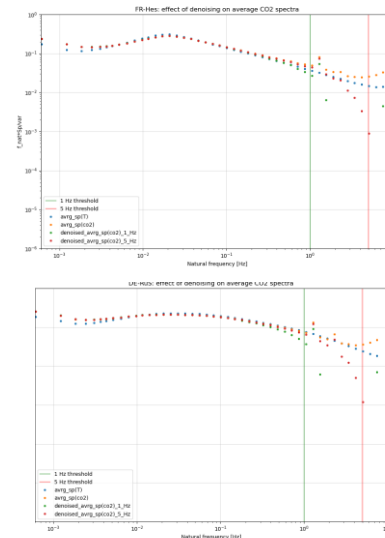 FR-Hes: effect of denoising on average CO2 spectra
10⁰
10⁻¹
10⁻²
10⁻³
10⁻⁴
10⁻⁵
10⁻⁶
f_nat*Sp/var
1 Hz threshold
5 Hz threshold
avrg_sp(T)
avrg_sp(co2)
denoised_avrg_sp(co2)_1_Hz
denoised_avrg_sp(co2)_5_Hz
10⁻³ 10⁻² 10⁻¹ 10⁰
Natural frequency [Hz]
DE-RuS: effect of denoising on average CO2 spectra
1 Hz threshold
5 Hz threshold
avrg_sp(T)
avrg_sp(co2)
denoised_avrg_sp(co2)_1_Hz
denoised_avrg_sp(co2)_5_Hz
10⁻³ 10⁻² 10⁻¹ 10⁰
Natural frequency [Hz]